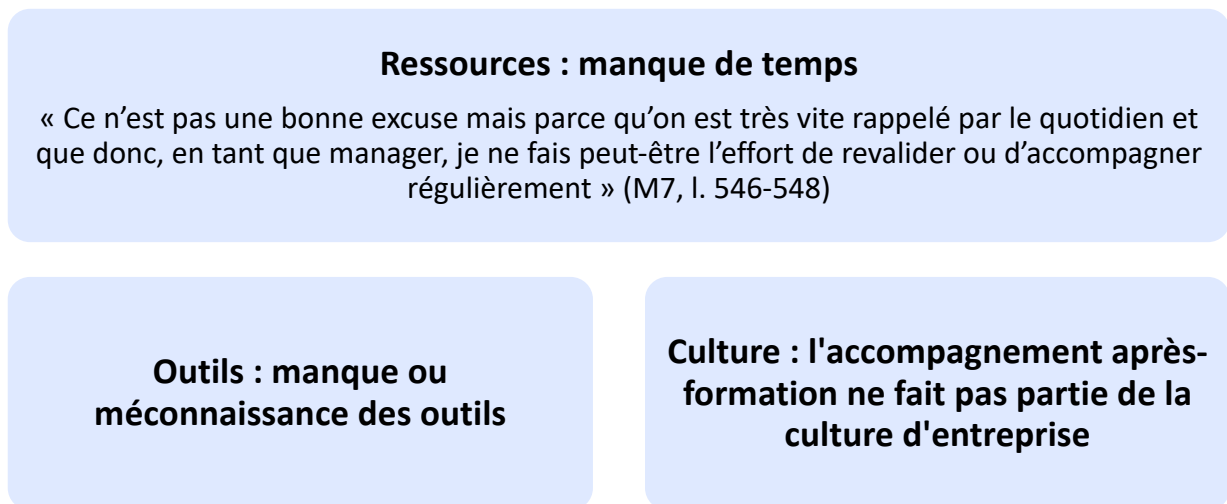 Ressources : manque de temps
« Ce n’est pas une bonne excuse mais parce qu’on est très vite rappelé par le quotidien et
que donc, en tant que manager, je ne fais peut-être l’effort de revalider ou d’accompagner
régulièrement » (M7, l. 546-548)
Outils : manque ou
méconnaissance des outils
Culture : l'accompagnement après-
formation ne fait pas partie de la
culture d'entreprise